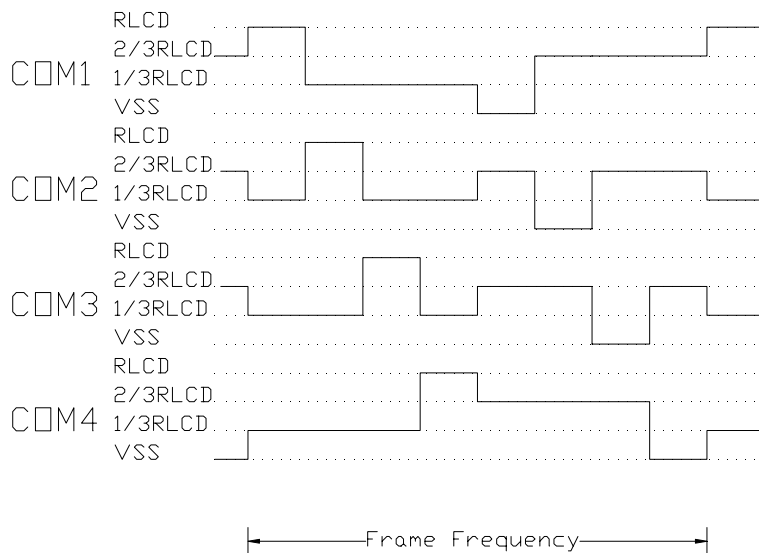 RLCD
2/3RLCD
COM1
1/3RLCD
VSS
RLCD
2/3RLCD
COM2
1/3RLCD
VSS
RLCD
2/3RLCD
COM3
1/3RLCD
VSS
RLCD
2/3RLCD
COM4
1/3RLCD
VSS
Frame Frequency